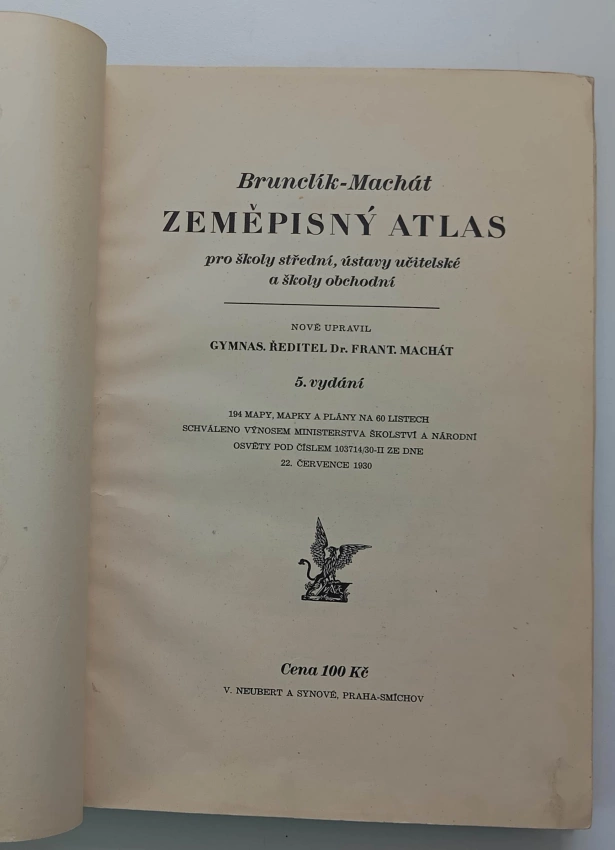 Brunclík-Machát
ZEMĚPISNÝ ATLAS
pro školy střední, ústavy učitelské
a školy obchodní
NOVĚ UPRAVIL
GYMNAS. ŘEDITEL Dr. FRANT. MACHÁT
5. vydání
194 MAPY, MAPKY A PLÁNY NA 60 LISTECH
SCHVÁLENO VÝNOSEM MINISTERSTVA ŠKOLSTVÍ A NÁRODNÍ
OSVĚTY POD ČÍSLEM 103714/30-II ZE DNE
22. ČERVENCE 1930
Cena 100 Kč
V. NEUBERT A SYNOVÉ, PRAHA-SMÍCHOV